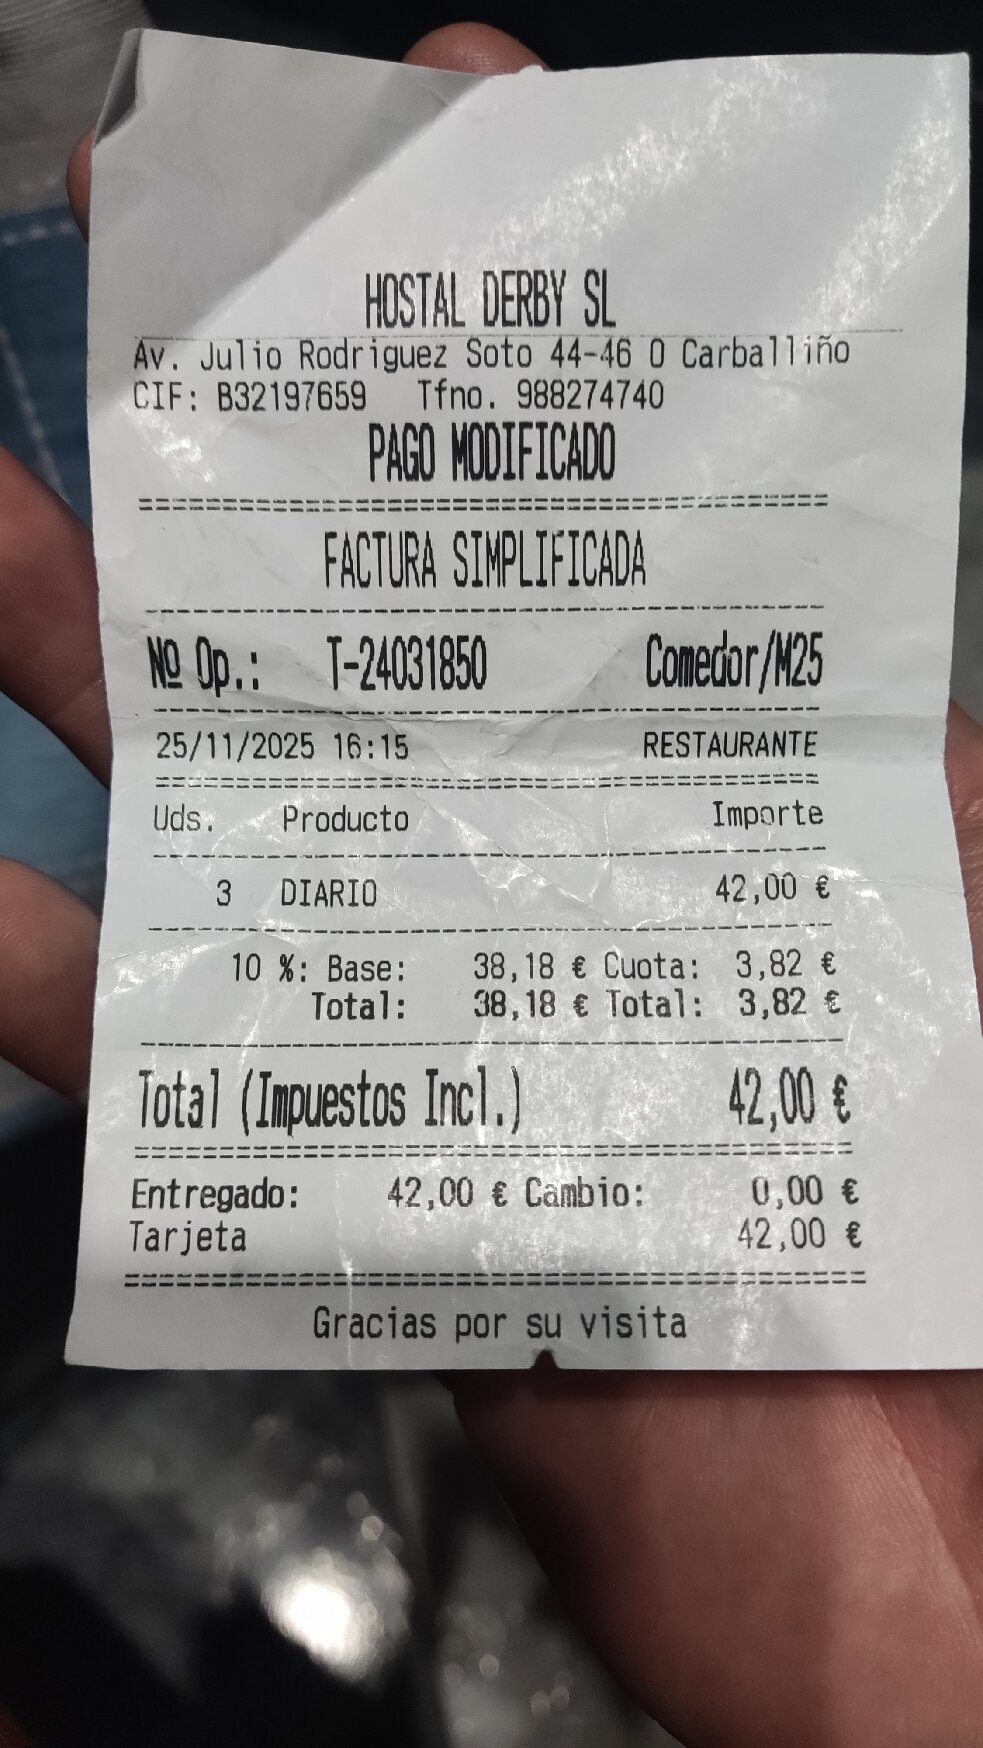 HOSTAL DERBY SL
Av. Julio Rodriguez Soto 44-46 O Carballiño
CIF: B32197659 Tfno. 988274740
PAGO MODIFICADO
FACTURA SIMPLIFICADA
Nº Op.: T-24031850 Comedor/M25
25/11/2025 16:15 RESTAURANTE
Uds. Producto Importe
3 DIARIO 42,00 €
10 %: Base: 38,18 € Cuota: 3,82 €
Total: 38,18 € Total: 3,82 €
Total (Impuestos Incl.) 42,00 €
Entregado: 42,00 € Cambio: 0,00 €
Tarjeta 42,00 €
Gracias por su visita